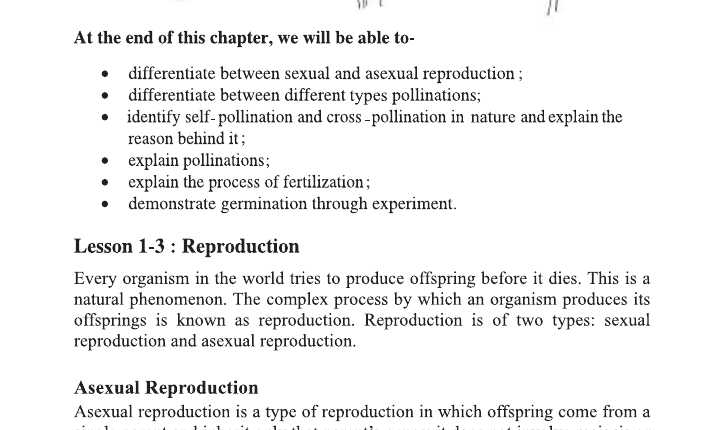 At the end of this chapter, we will be able to-
• differentiate between sexual and asexual reproduction ;
• differentiate between different types pollinations;
• identify self-pollination and cross-pollination in nature and explain the
reason behind it;
• explain pollinations;
• explain the process of fertilization;
• demonstrate germination through experiment.
Lesson 1-3 : Reproduction
Every organism in the world tries to produce offspring before it dies. This is a
natural phenomenon. The complex process by which an organism produces its
offsprings is known as reproduction. Reproduction is of two types: sexual
reproduction and asexual reproduction.
Asexual Reproduction
Asexual reproduction is a type of reproduction in which offspring come from a